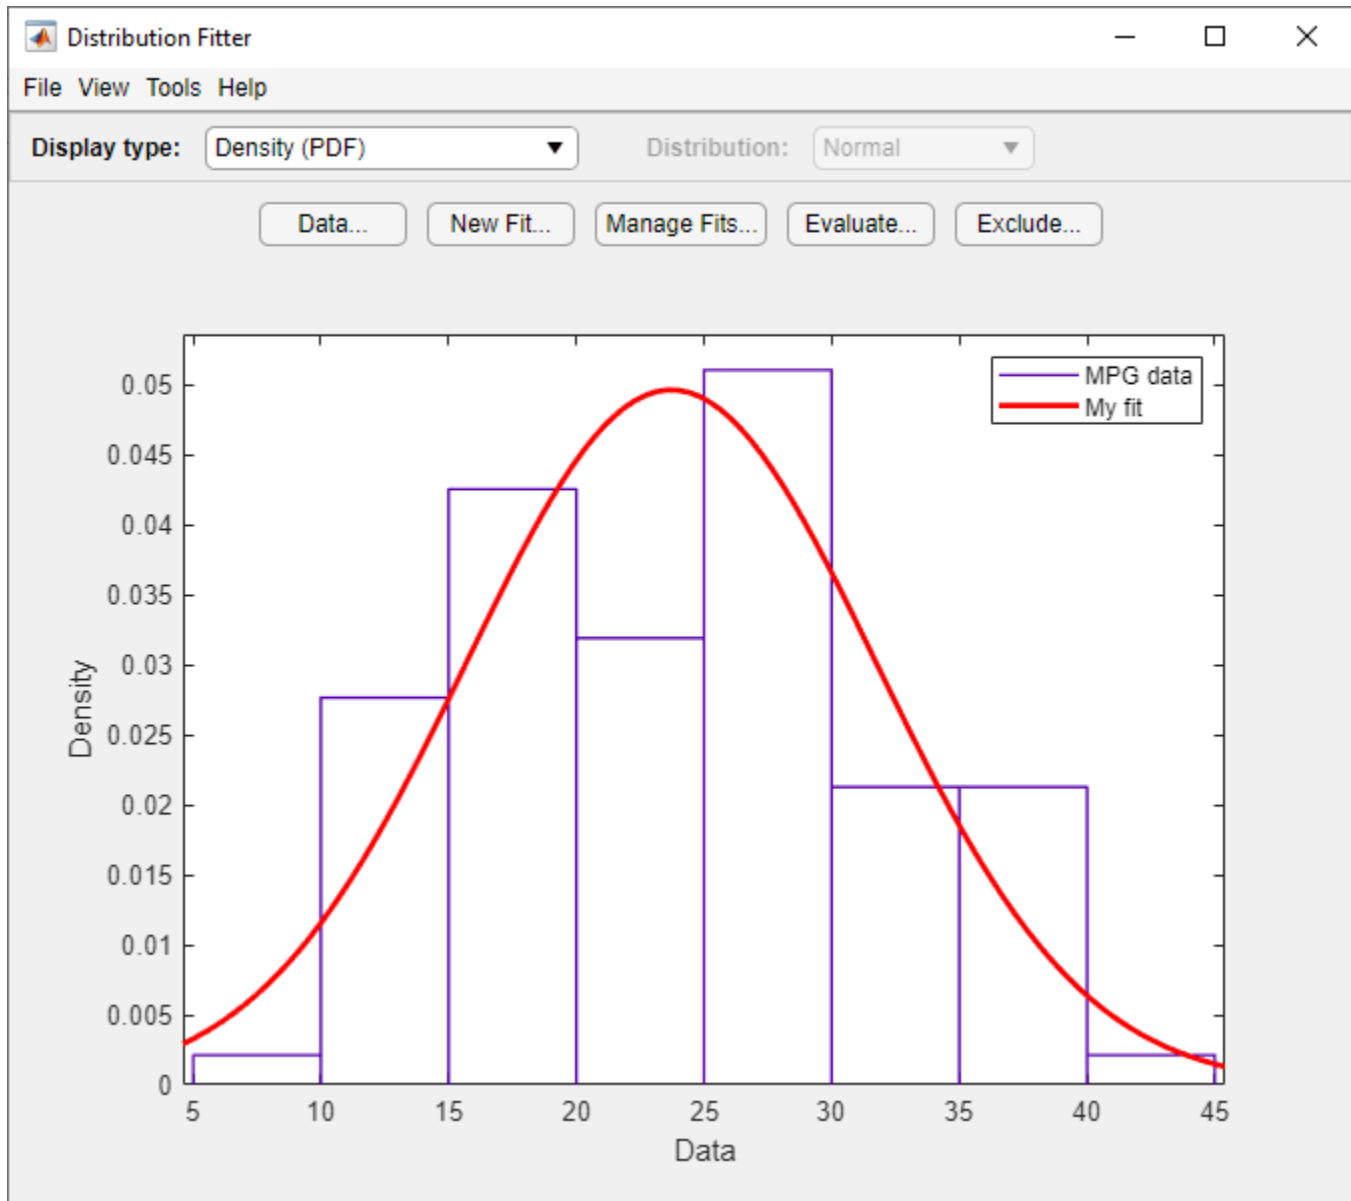 Distribution Fitter
File View Tools Help
Display type: Density (PDF) Distribution: Normal
Data... New Fit... Manage Fits... Evaluate... Exclude...
MPG data
My fit
0.05
0.045
0.04
0.035
0.03
0.025
0.02
0.015
0.01
0.005
0
Density
5 10 15 20 25 30 35 40 45
Data